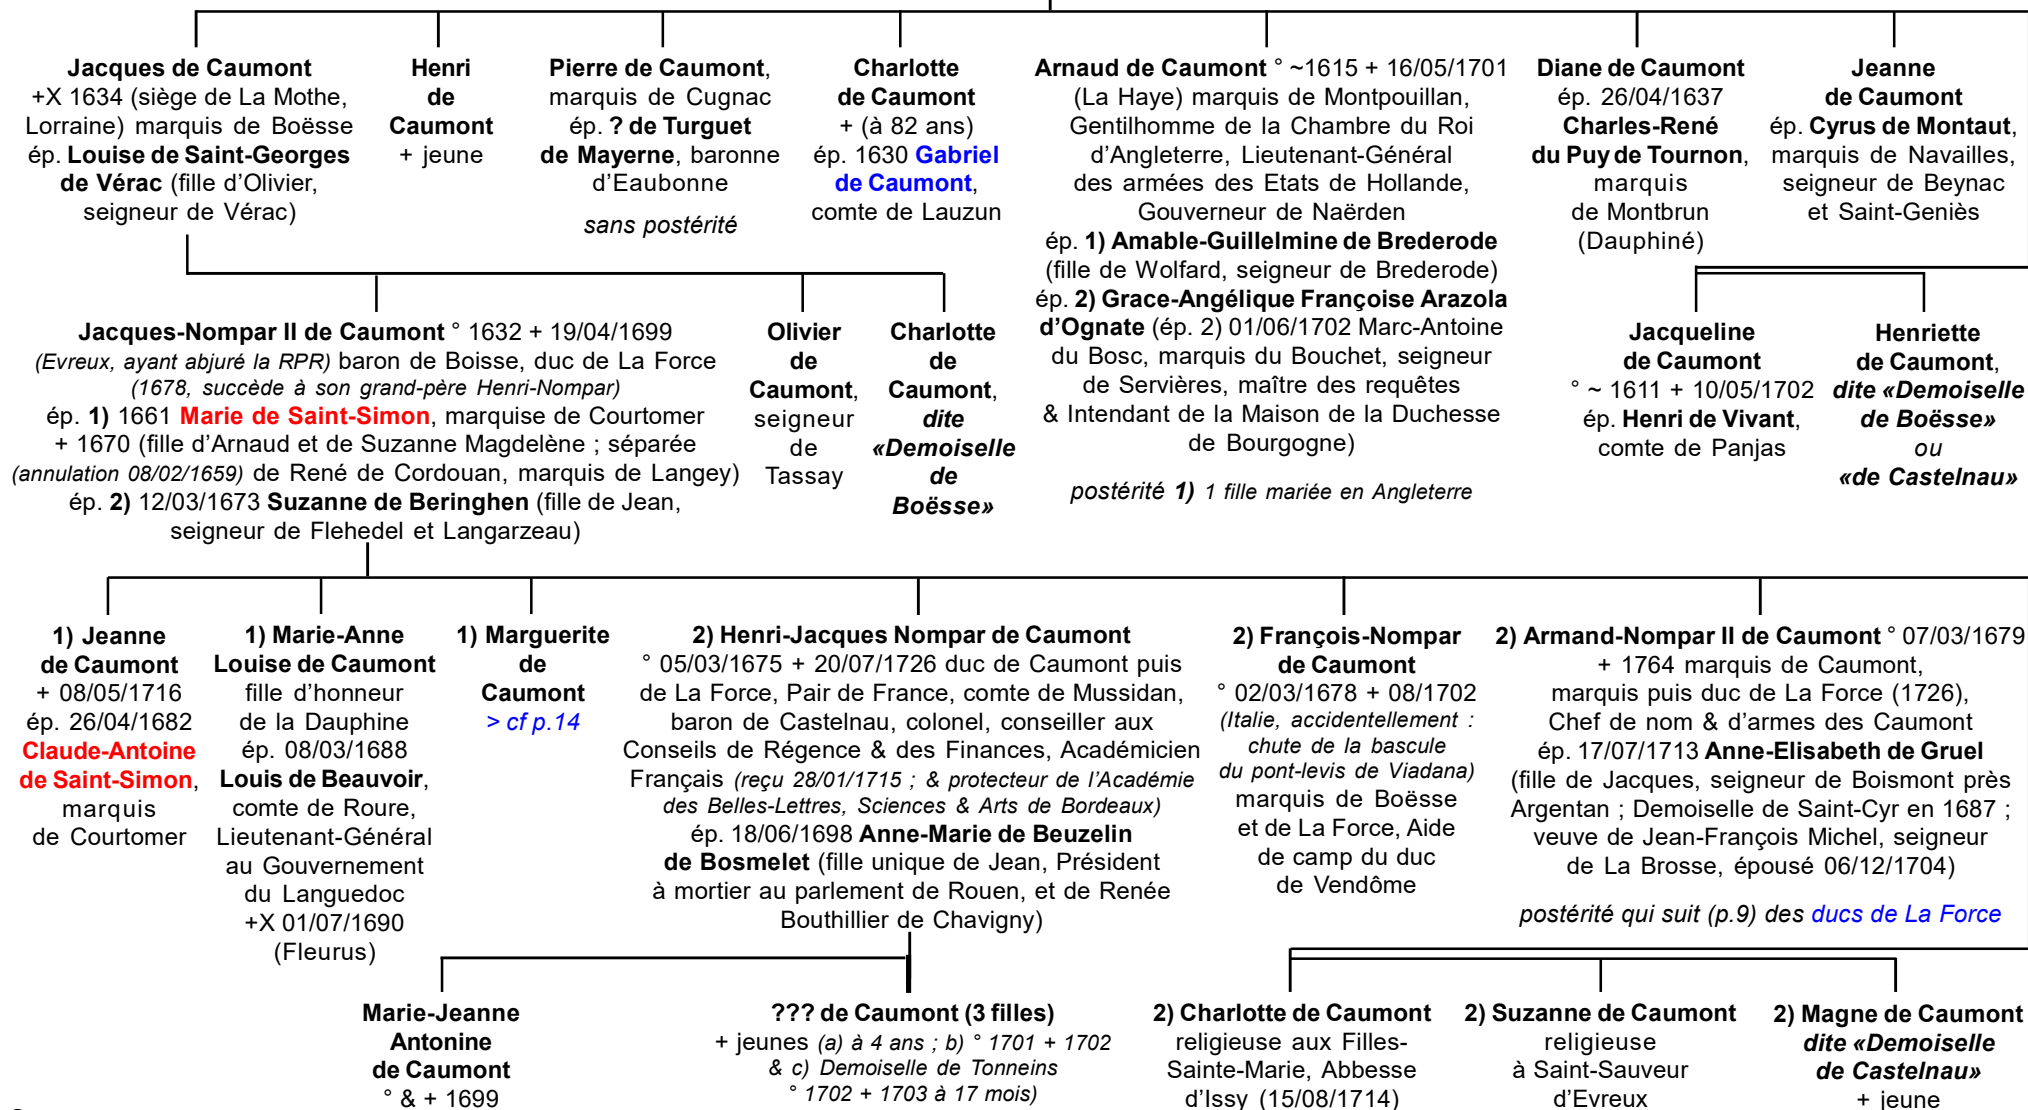 Jacques de Caumont
+X 1634 (siège de La Mothe,
Lorraine) marquis de Boësse
ép. Louise de Saint-Georges
de Vérac (fille d’Olivier,
seigneur de Vérac)
Henri
de
Caumont
+ jeune
Pierre de Caumont,
marquis de Cugnac
ép. ? de Turguet
de Mayerne, baronne
d’Eaubonne
sans postérité
Charlotte
de Caumont
+ (à 82 ans)
ép. 1630 Gabriel
de Caumont,
comte de Lauzun
Arnaud de Caumont ° ~1615 + 16/05/1701
(La Haye) marquis de Montpouillan,
Gentilhomme de la Chambre du Roi
d’Angleterre, Lieutenant-Général
des armées des Etats de Hollande,
Gouverneur de Naërden
ép. 1) Amable-Guillelmine de Brederode
(fille de Wolfard, seigneur de Brederode)
ép. 2) Grace-Angélique Françoise Arazola
d’Ognate (ép. 2) 01/06/1702 Marc-Antoine
du Bosc, marquis du Bouchet, seigneur
de Servières, maître des requêtes
& Intendant de la Maison de la Duchesse
de Bourgogne)
postérité 1) 1 fille mariée en Angleterre
Diane de Caumont
ép. 26/04/1637
Charles-René
du Puy de Tournon,
marquis
de Montbrun
(Dauphiné)
Jeanne
de Caumont
ép. Cyrus de Montaut,
marquis de Navailles,
seigneur de Beynac
et Saint-Geniès
Jacques-Nompar II de Caumont ° 1632 + 19/04/1699
(Evreux, ayant abjuré la RPR) baron de Boisse, duc de La Force
(1678, succède à son grand-père Henri-Nompar)
ép. 1) 1661 Marie de Saint-Simon, marquise de Courtomer
+ 1670 (fille d’Arnaud et de Suzanne Magdelène ; séparée
(annulation 08/02/1659) de René de Cordouan, marquis de Langey)
ép. 2) 12/03/1673 Suzanne de Beringhen (fille de Jean,
seigneur de Flehedel et Langarzeau)
Olivier
de
Caumont,
seigneur
de
Tassay
Charlotte
de
Caumont,
dite
«Demoiselle
de
Boësse»
Jacqueline
de Caumont
° ~ 1611 + 10/05/1702
ép. Henri de Vivant,
comte de Panjas
Henriette
de Caumont,
dite «Demoiselle
de Boësse»
ou
«de Castelnau»
1) Jeanne
de Caumont
+ 08/05/1716
ép. 26/04/1682
Claude-Antoine
de Saint-Simon,
marquis
de Courtomer
1) Marie-Anne
Louise de Caumont
fille d’honneur
de la Dauphine
ép. 08/03/1688
Louis de Beauvoir,
comte de Roure,
Lieutenant-Général
au Gouvernement
du Languedoc
+X 01/07/1690
(Fleurus)
1) Marguerite
de
Caumont
> cf p.14
2) Henri-Jacques Nompar de Caumont
° 05/03/1675 + 20/07/1726 duc de Caumont puis
de La Force, Pair de France, comte de Mussidan,
baron de Castelnau, colonel, conseiller aux
Conseils de Régence & des Finances, Académicien
Français (reçu 28/01/1715 ; & protecteur de l’Académie
des Belles-Lettres, Sciences & Arts de Bordeaux)
ép. 18/06/1698 Anne-Marie de Beuzelin
de Bosmelet (fille unique de Jean, Président
à mortier au parlement de Rouen, et de Renée
Bouthillier de Chavigny)
2) François-Nompar
de Caumont
° 02/03/1678 + 08/1702
(Italie, accidentellement :
chute de la bascule
du pont-levis de Viadana)
marquis de Boësse
et de La Force, Aide
de camp du duc
de Vendôme
2) Armand-Nompar II de Caumont ° 07/03/1679
+ 1764 marquis de Caumont,
marquis puis duc de La Force (1726),
Chef de nom & d’armes des Caumont
ép. 17/07/1713 Anne-Elisabeth de Gruel
(fille de Jacques, seigneur de Boismont près
Argentan ; Demoiselle de Saint-Cyr en 1687 ;
veuve de Jean-François Michel, seigneur
de La Brosse, épousé 06/12/1704)
postérité qui suit (p.9) des ducs de La Force
Marie-Jeanne
Antonine
de Caumont
° & + 1699
??? de Caumont (3 filles)
+ jeunes (a) à 4 ans ; b) ° 1701 + 1702
& c) Demoiselle de Tonneins
° 1702 + 1703 à 17 mois)
2) Charlotte de Caumont
religieuse aux Filles-
Sainte-Marie, Abbesse
d’Issy (15/08/1714)
2) Suzanne de Caumont
religieuse
à Saint-Sauveur
d’Evreux
2) Magne de Caumont
dite «Demoiselle
de Castelnau»
+ jeune